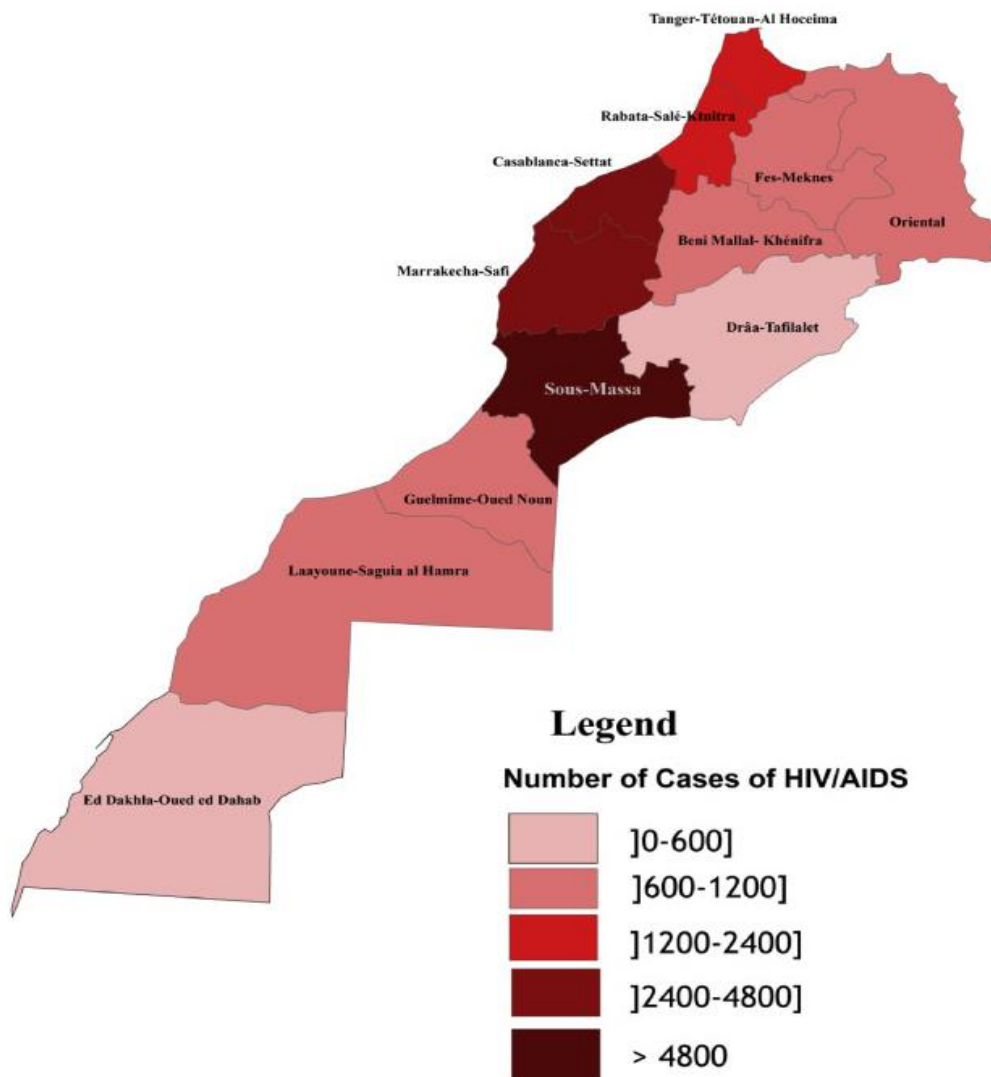 Tanger-Tétouan-Al Hoceima
Rabata-Salé-Ktnitra
Casablanca-Settat
Fes-Meknes
Oriental
Beni Mallal- Khénifra
Marrakecha-Safi
Drâa-Tafilalet
Sous-Massa
Guelmime-Oued Noun
Laayoune-Saguia al Hamra
Ed Dakhla-Oued ed Dahab
Legend
Number of Cases of HIV/AIDS
]0-600]
]600-1200]
]1200-2400]
]2400-4800]
> 4800